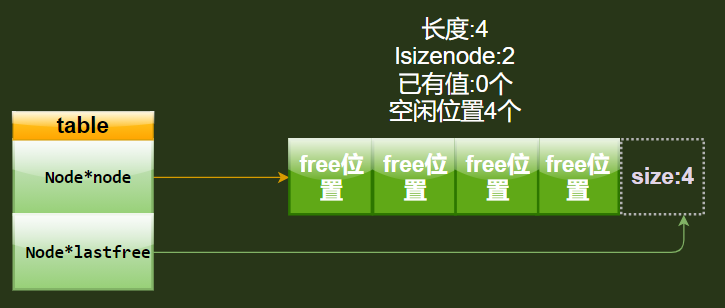 长度:4
lsizenode:2
已有值:0个
空闲位置4个
table
Node*node
Node*lastfree
free位
置
free位
置
free位
置
free位
置
size:4